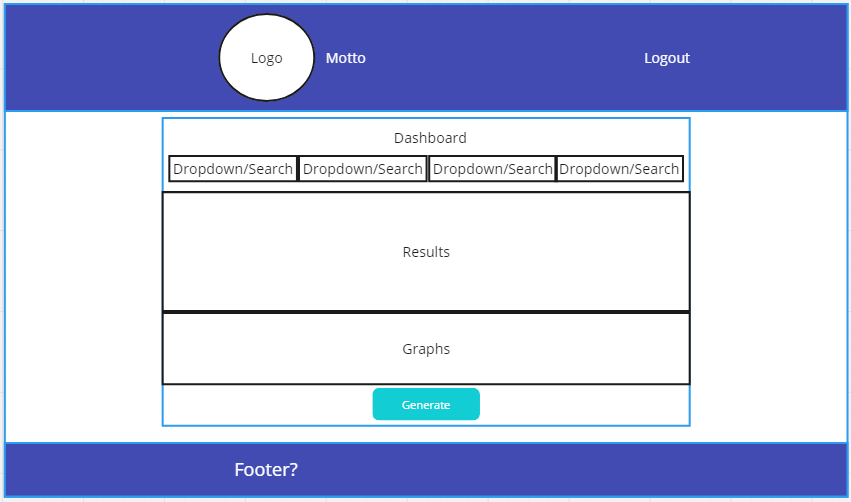 Logo Motto Logout
Dashboard
Dropdown/Search Dropdown/Search Dropdown/Search Dropdown/Search
Results
Graphs
Generate
Footer?